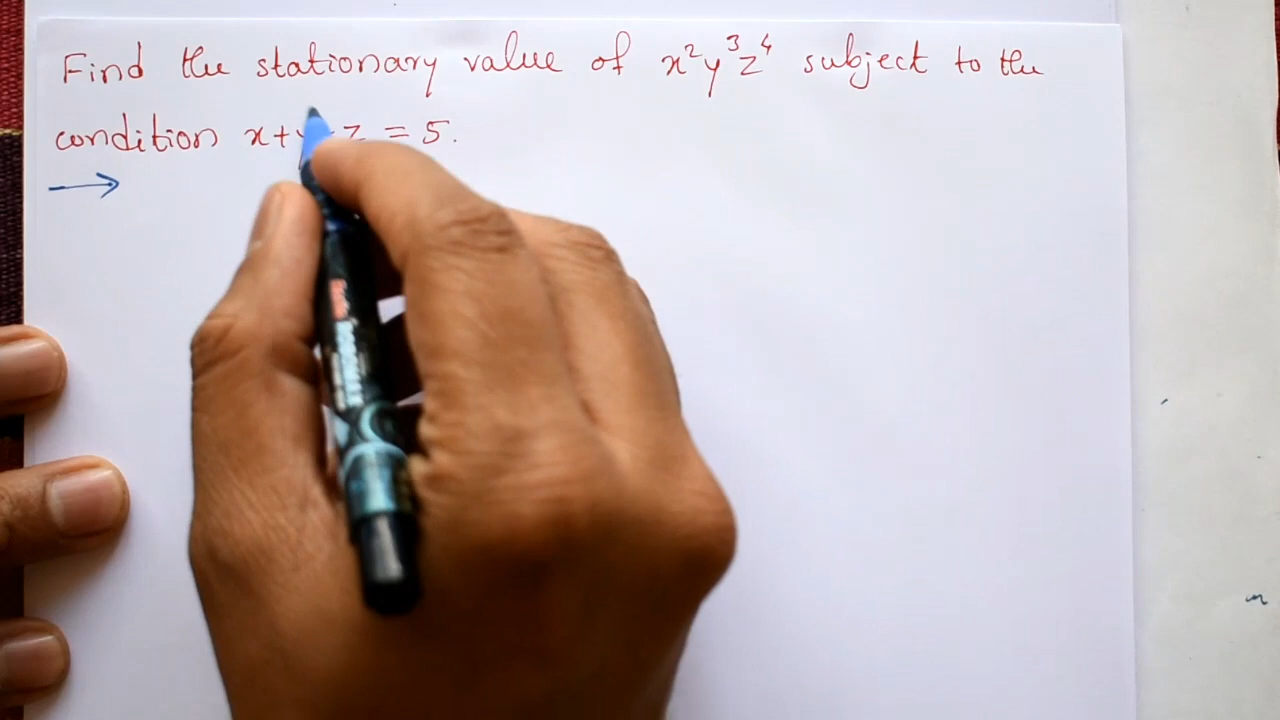 Find the stationary value of x²y³z⁴ subject to the
condition x+y+z = 5.